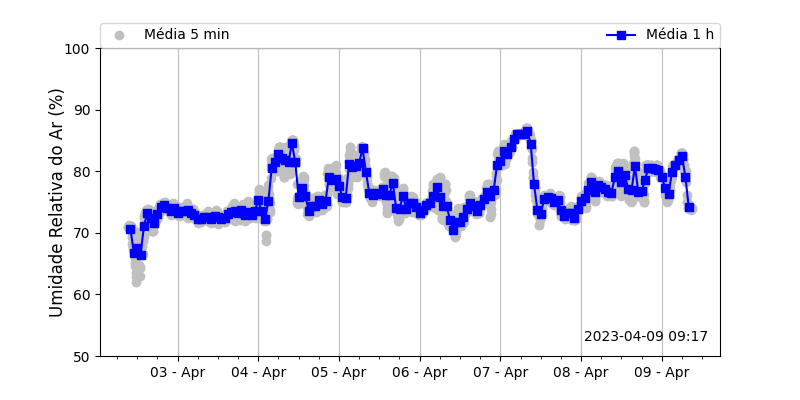 Média 5 min
Média 1 h
Umidade Relativa do Ar (%)
100
90
80
70
60
50
2023-04-09 09:17
03 - Apr
04 - Apr
05 - Apr
06 - Apr
07 - Apr
08 - Apr
09 - Apr